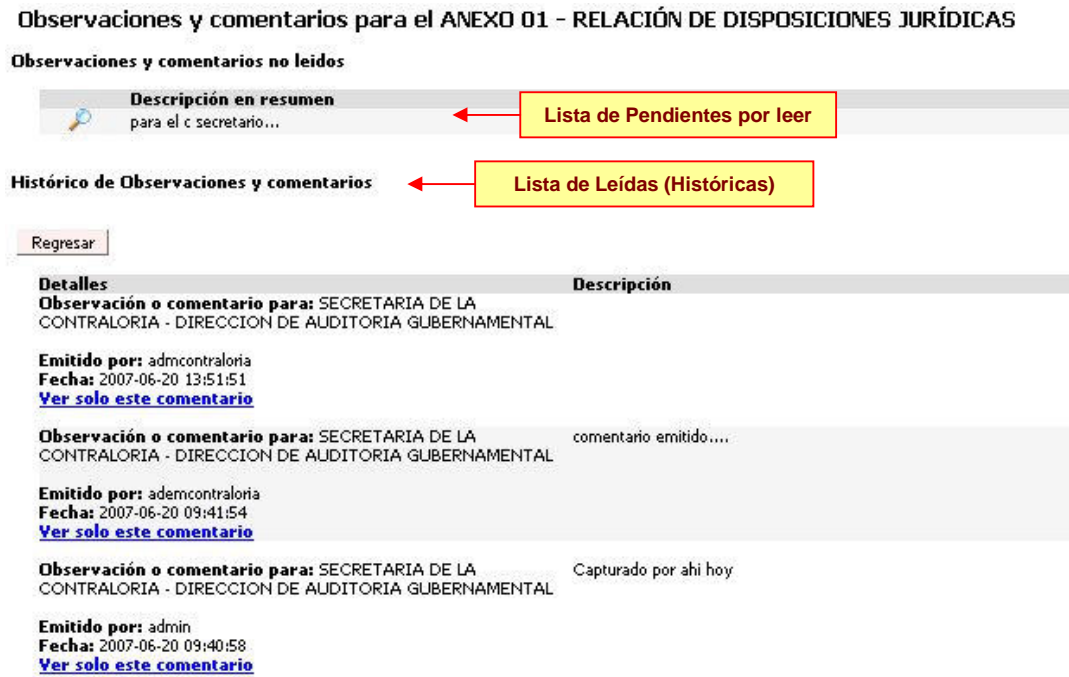 Observaciones y comentarios para el ANEXO 01 - RELACIÓN DE DISPOSICIONES JURÍDICAS
Observaciones y comentarios no leidos
Descripción en resumen
para el c secretario...
Lista de Pendientes por leer
Histórico de Observaciones y comentarios
Lista de Leídas (Históricas)
Regresar
Detalles Descripción
Observación o comentario para: SECRETARIA DE LA
CONTRALORIA - DIRECCION DE AUDITORIA GUBERNAMENTAL
Emitido por: admcontraloria
Fecha: 2007-06-20 13:51:51
Ver solo este comentario
Observación o comentario para: SECRETARIA DE LA comentario emitido....
CONTRALORIA - DIRECCION DE AUDITORIA GUBERNAMENTAL
Emitido por: ademcontraloria
Fecha: 2007-06-20 09:41:54
Ver solo este comentario
Observación o comentario para: SECRETARIA DE LA Capturado por ahi hoy
CONTRALORIA - DIRECCION DE AUDITORIA GUBERNAMENTAL
Emitido por: admin
Fecha: 2007-06-20 09:40:58
Ver solo este comentario